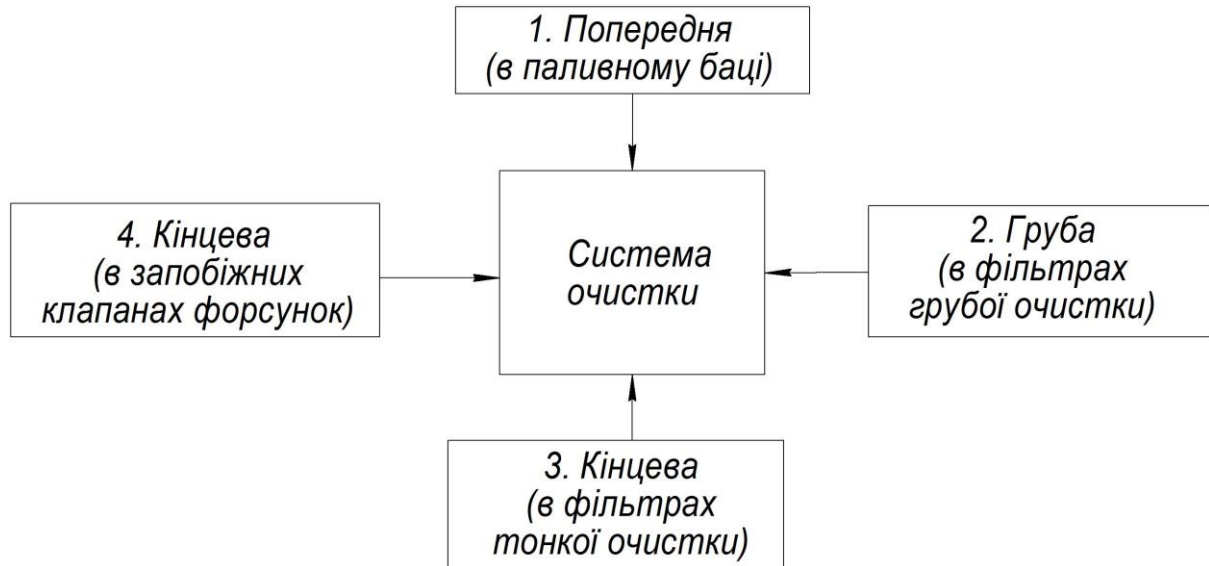 1. Попередня
(в паливному баці)
4. Кінцева
(в запобіжних
клапанах форсунок)
Система
очистки
2. Груба
(в фільтрах
грубої очистки)
3. Кінцева
(в фільтрах
тонкої очистки)